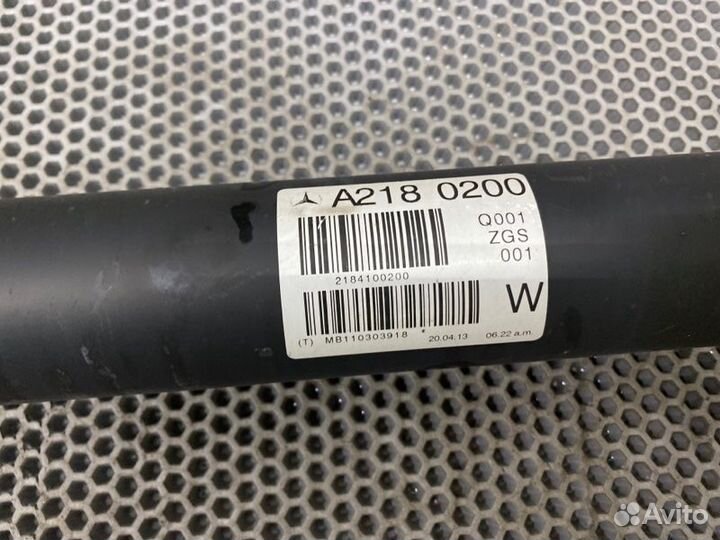 A218 0200
Q001
ZGS
001
2184100200
W
(T) MB110303918 * 20.04.13 06.22 a.m.
Avito